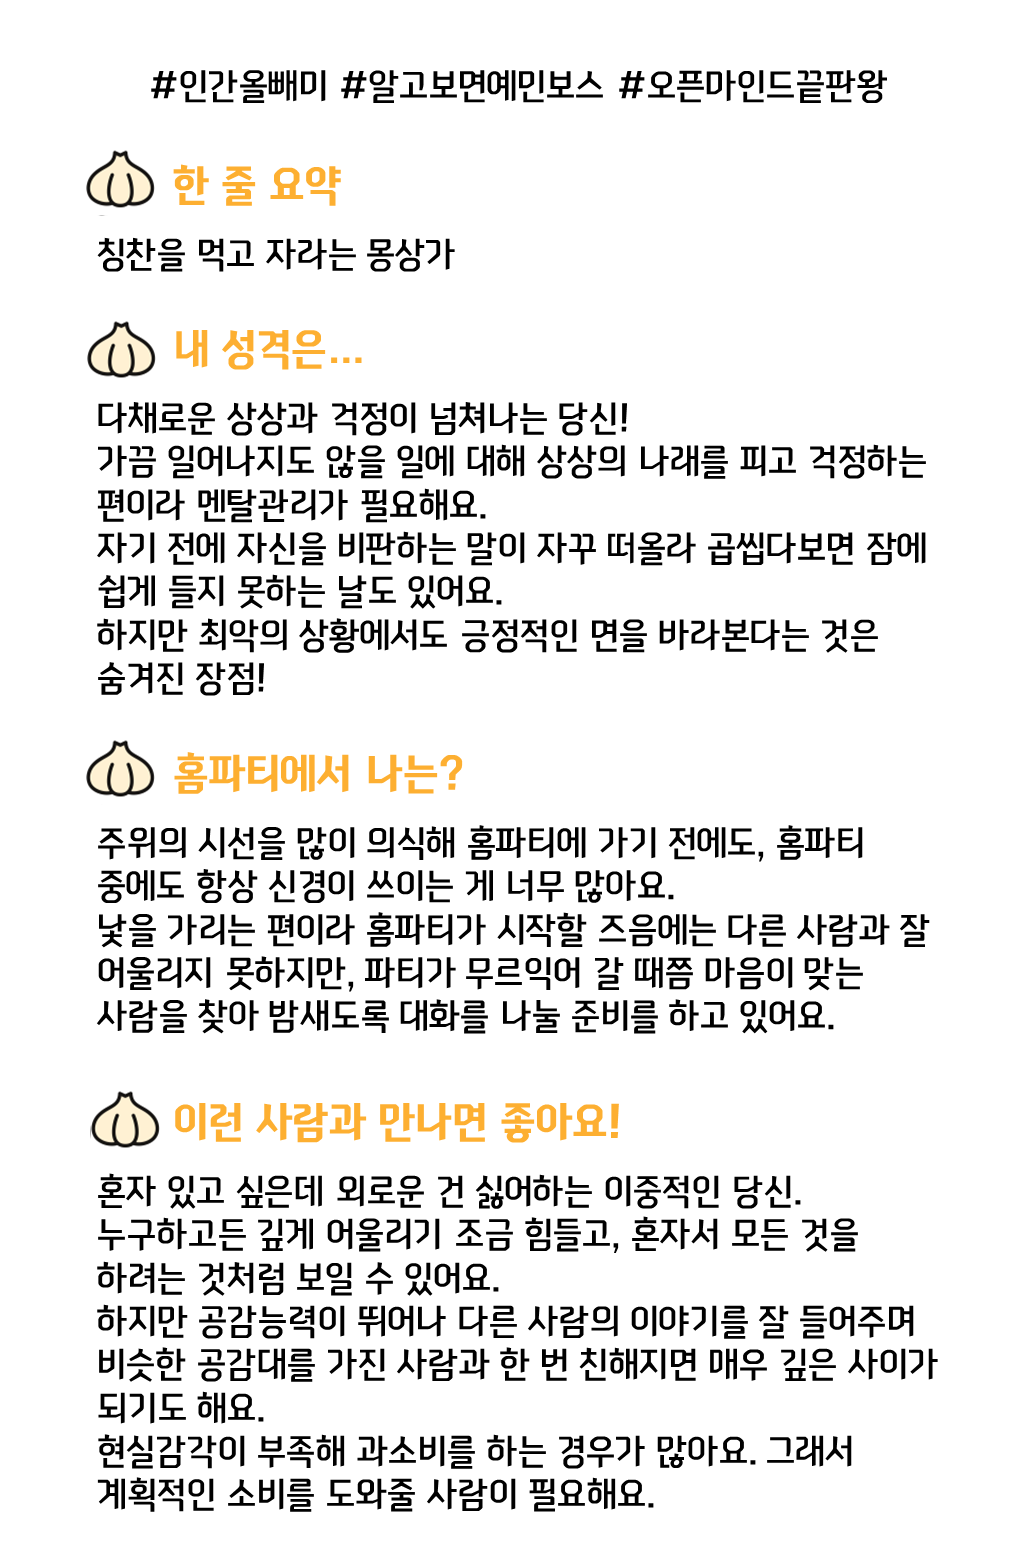 #인간올빼미 #알고보면예민보스 #오픈마인드끝판왕
한 줄 요약
칭찬을 먹고 자라는 몽상가
내 성격은...
다채로운 상상과 걱정이 넘쳐나는 당신!
가끔 일어나지도 않을 일에 대해 상상의 나래를 피고 걱정하는
편이라 멘탈관리가 필요해요.
자기 전에 자신을 비판하는 말이 자꾸 떠올라 곱씹다보면 잠에
쉽게 들지 못하는 날도 있어요.
하지만 최악의 상황에서도 긍정적인 면을 바라본다는 것은
숨겨진 장점!
홈파티에서 나는?
주위의 시선을 많이 의식해 홈파티에 가기 전에도, 홈파티
중에도 항상 신경이 쓰이는 게 너무 많아요.
낯을 가리는 편이라 홈파티가 시작할 즈음에는 다른 사람과 잘
어울리지 못하지만, 파티가 무르익어 갈 때쯤 마음이 맞는
사람을 찾아 밤새도록 대화를 나눌 준비를 하고 있어요.
이런 사람과 만나면 좋아요!
혼자 있고 싶은데 외로운 건 싫어하는 이중적인 당신.
누구하고든 깊게 어울리기 조금 힘들고, 혼자서 모든 것을
하려는 것처럼 보일 수 있어요.
하지만 공감능력이 뛰어나 다른 사람의 이야기를 잘 들어주며
비슷한 공감대를 가진 사람과 한 번 친해지면 매우 깊은 사이가
되기도 해요.
현실감각이 부족해 과소비를 하는 경우가 많아요. 그래서
계획적인 소비를 도와줄 사람이 필요해요.